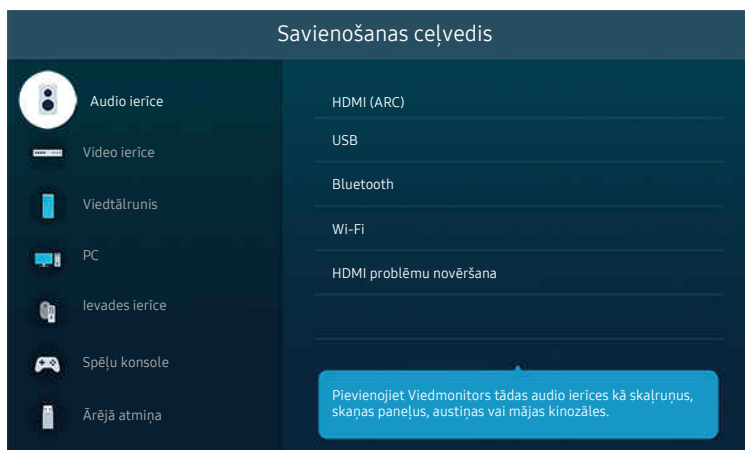 Savienošanas ceļvedis
Audio ierīce
Video ierīce
Viedtālrunis
PC
Ievades ierīce
Spēļu konsole
Ārējā atmiņa
HDMI (ARC)
USB
Bluetooth
Wi-Fi
HDMI problēmu novēršana
Pievienojiet Viedmonitors tādas audio ierīces kā skaļruņus,
skaņas paneļus, austiņas vai mājas kinozāles.